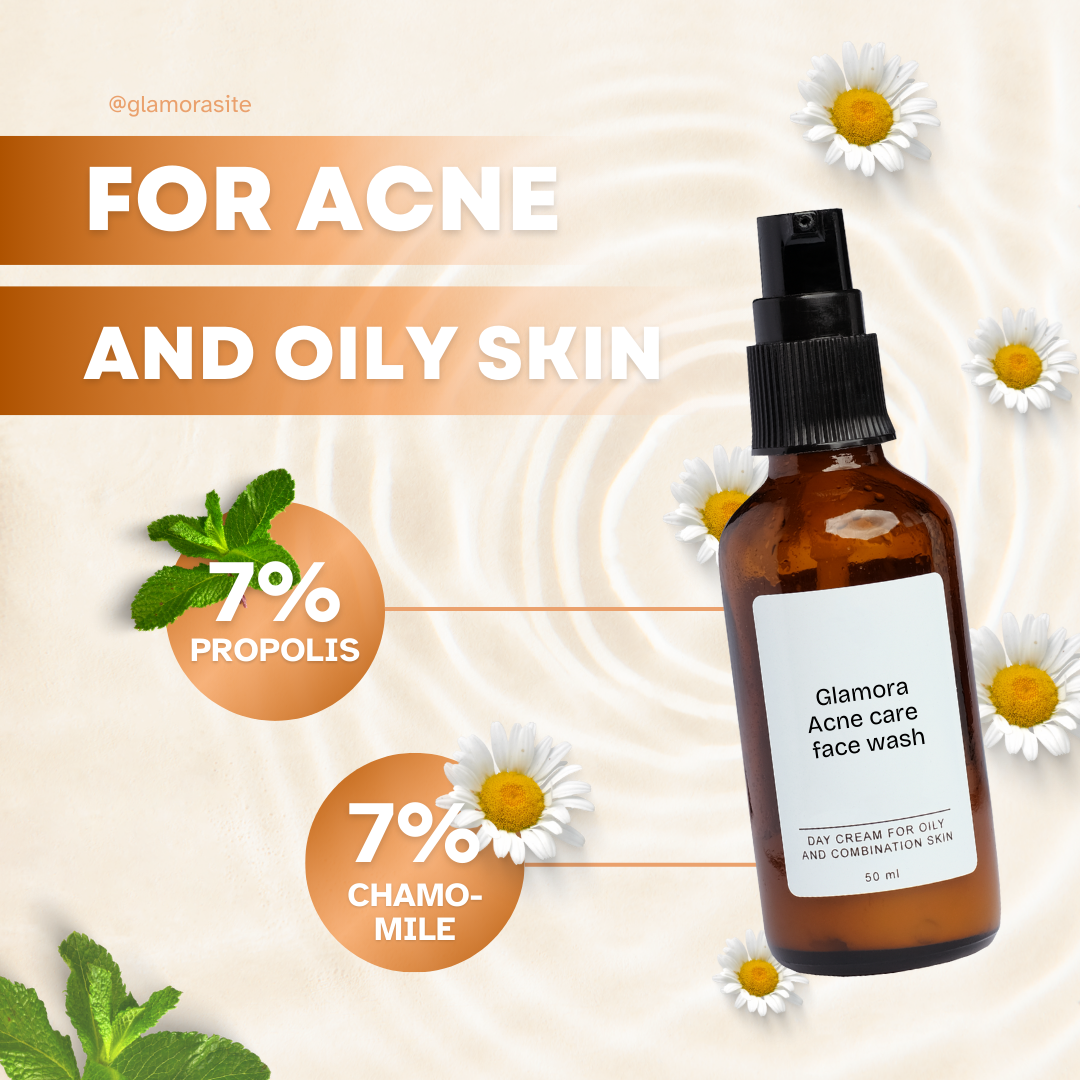 @glamorasite
FOR ACNE
AND OILY SKIN
7%
PROPOLIS
7%
CHAMO-
MILE
Glamora
Acne care
face wash
DAY CREAM FOR OILY
AND COMBINATION SKIN
50 ml